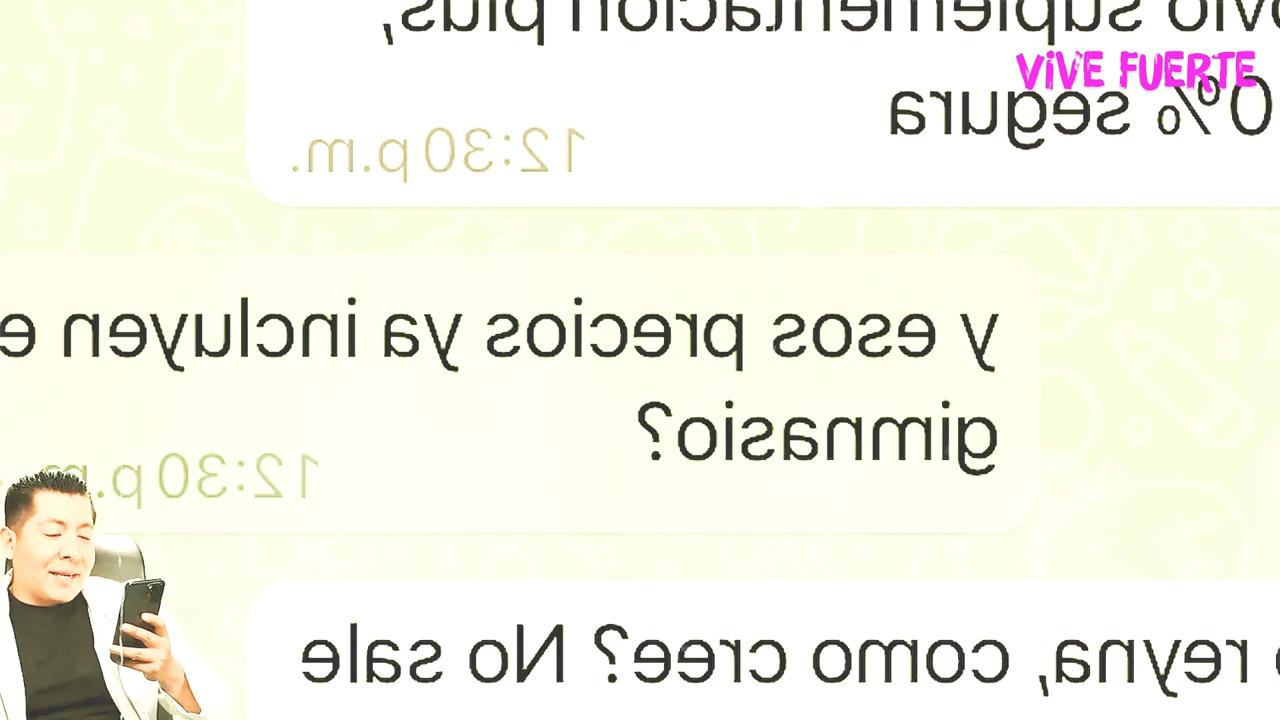 suplementación plus,
VIVE FUERTE
0% segura
12:30 p.m.
y esos precios ya incluyen
gimnasio?
12:30 p.m.
reyna, como cree? No sale